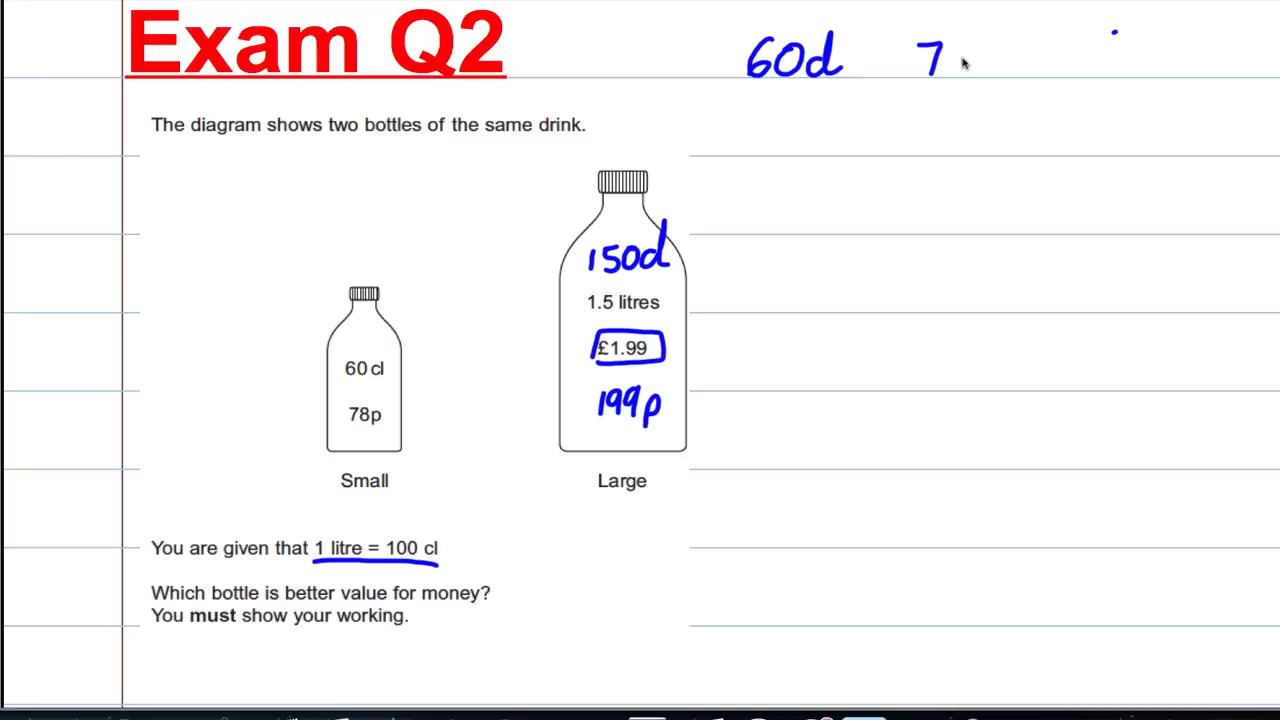 Exam Q2
60cl 7
The diagram shows two bottles of the same drink.
150cl
1.5 litres
£1.99
199p
60 cl
78p
Small
Large
You are given that 1 litre = 100 cl
Which bottle is better value for money?
You must show your working.